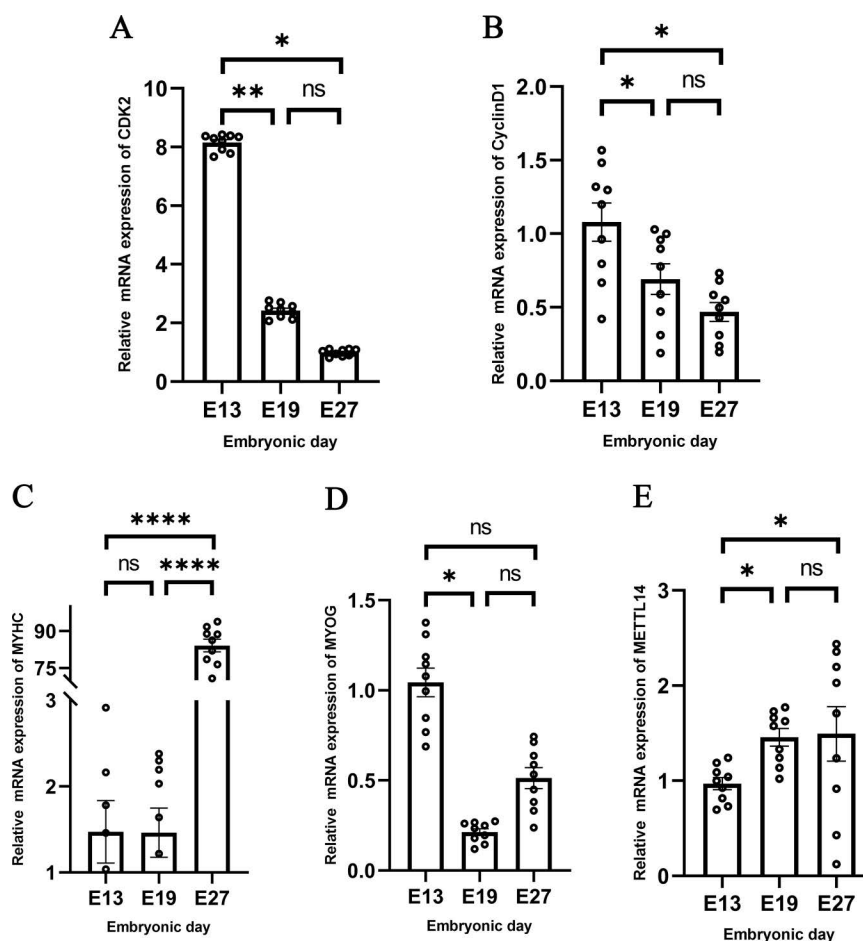 A
*
**
ns
Relative mRNA expression of CDK2
10
8
6
4
2
0
E13 E19 E27
Embryonic day
B
*
*
ns
Relative mRNA expression of CyclinD1
2.0
1.5
1.0
0.5
0.0
E13 E19 E27
Embryonic day
C
****
ns
****
Relative mRNA expression of MYHC
90
75
3
2
1
E13 E19 E27
Embryonic day
D
ns
*
ns
Relative mRNA expression of MYOG
1.5
1.0
0.5
0.0
E13 E19 E27
Embryonic day
E
*
*
ns
Relative mRNA expression of METTL14
3
2
1
0
E13 E19 E27
Embryonic day